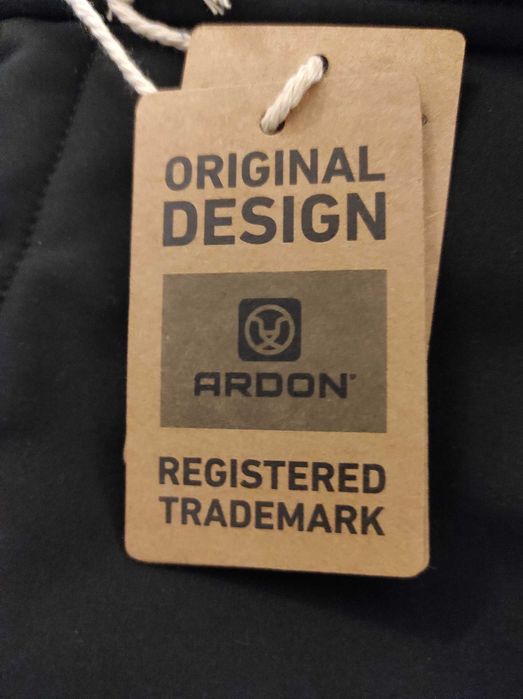 ORIGINAL
DESIGN
ARDON®
REGISTERED
TRADEMARK